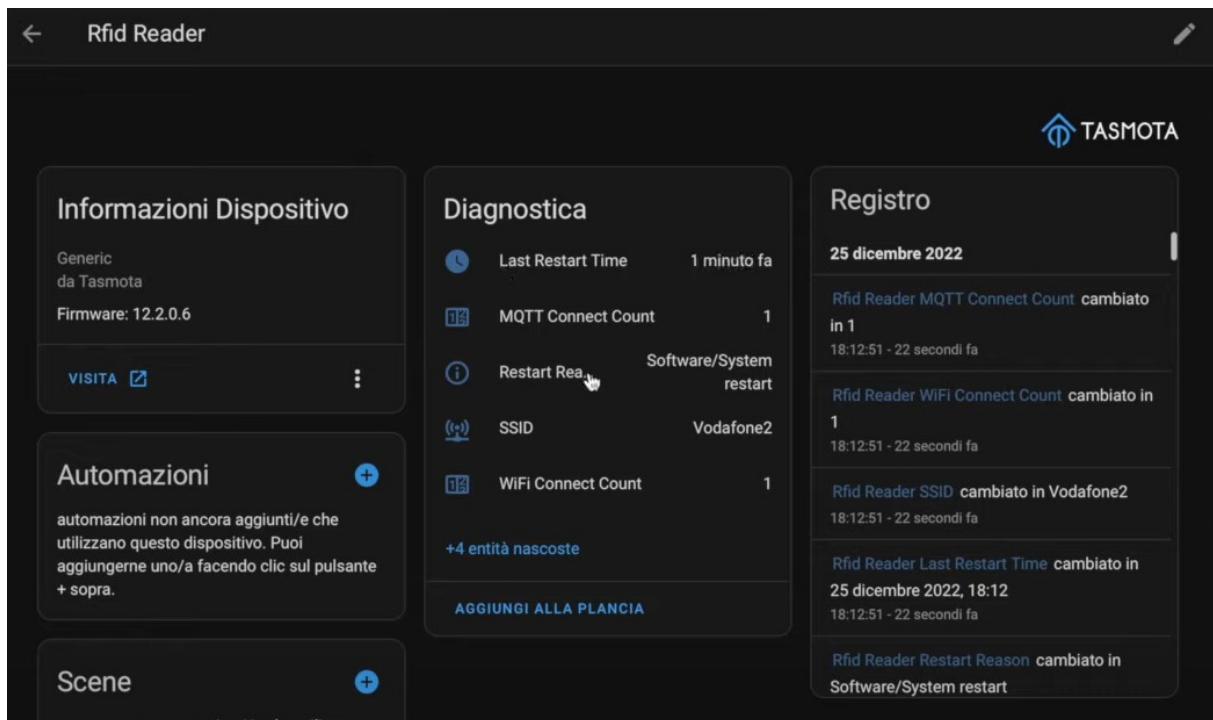 Rfid Reader
TASMOTA
Informazioni Dispositivo
Generic
da Tasmota
Firmware: 12.2.0.6
VISITA
Automazioni
automazioni non ancora aggiunti/e che
utilizzano questo dispositivo. Puoi
aggiungerne uno/a facendo clic sul pulsante
+ sopra.
Scene
Diagnostica
Last Restart Time 1 minuto fa
MQTT Connect Count 1
Restart Rea... Software/System
restart
SSID Vodafone2
WiFi Connect Count 1
+4 entità nascoste
AGGIUNGI ALLA PLANCIA
Registro
25 dicembre 2022
Rfid Reader MQTT Connect Count cambiato
in 1
18:12:51 - 22 secondi fa
Rfid Reader WiFi Connect Count cambiato in
1
18:12:51 - 22 secondi fa
Rfid Reader SSID cambiato in Vodafone2
18:12:51 - 22 secondi fa
Rfid Reader Last Restart Time cambiato in
25 dicembre 2022, 18:12
18:12:51 - 22 secondi fa
Rfid Reader Restart Reason cambiato in
Software/System restart